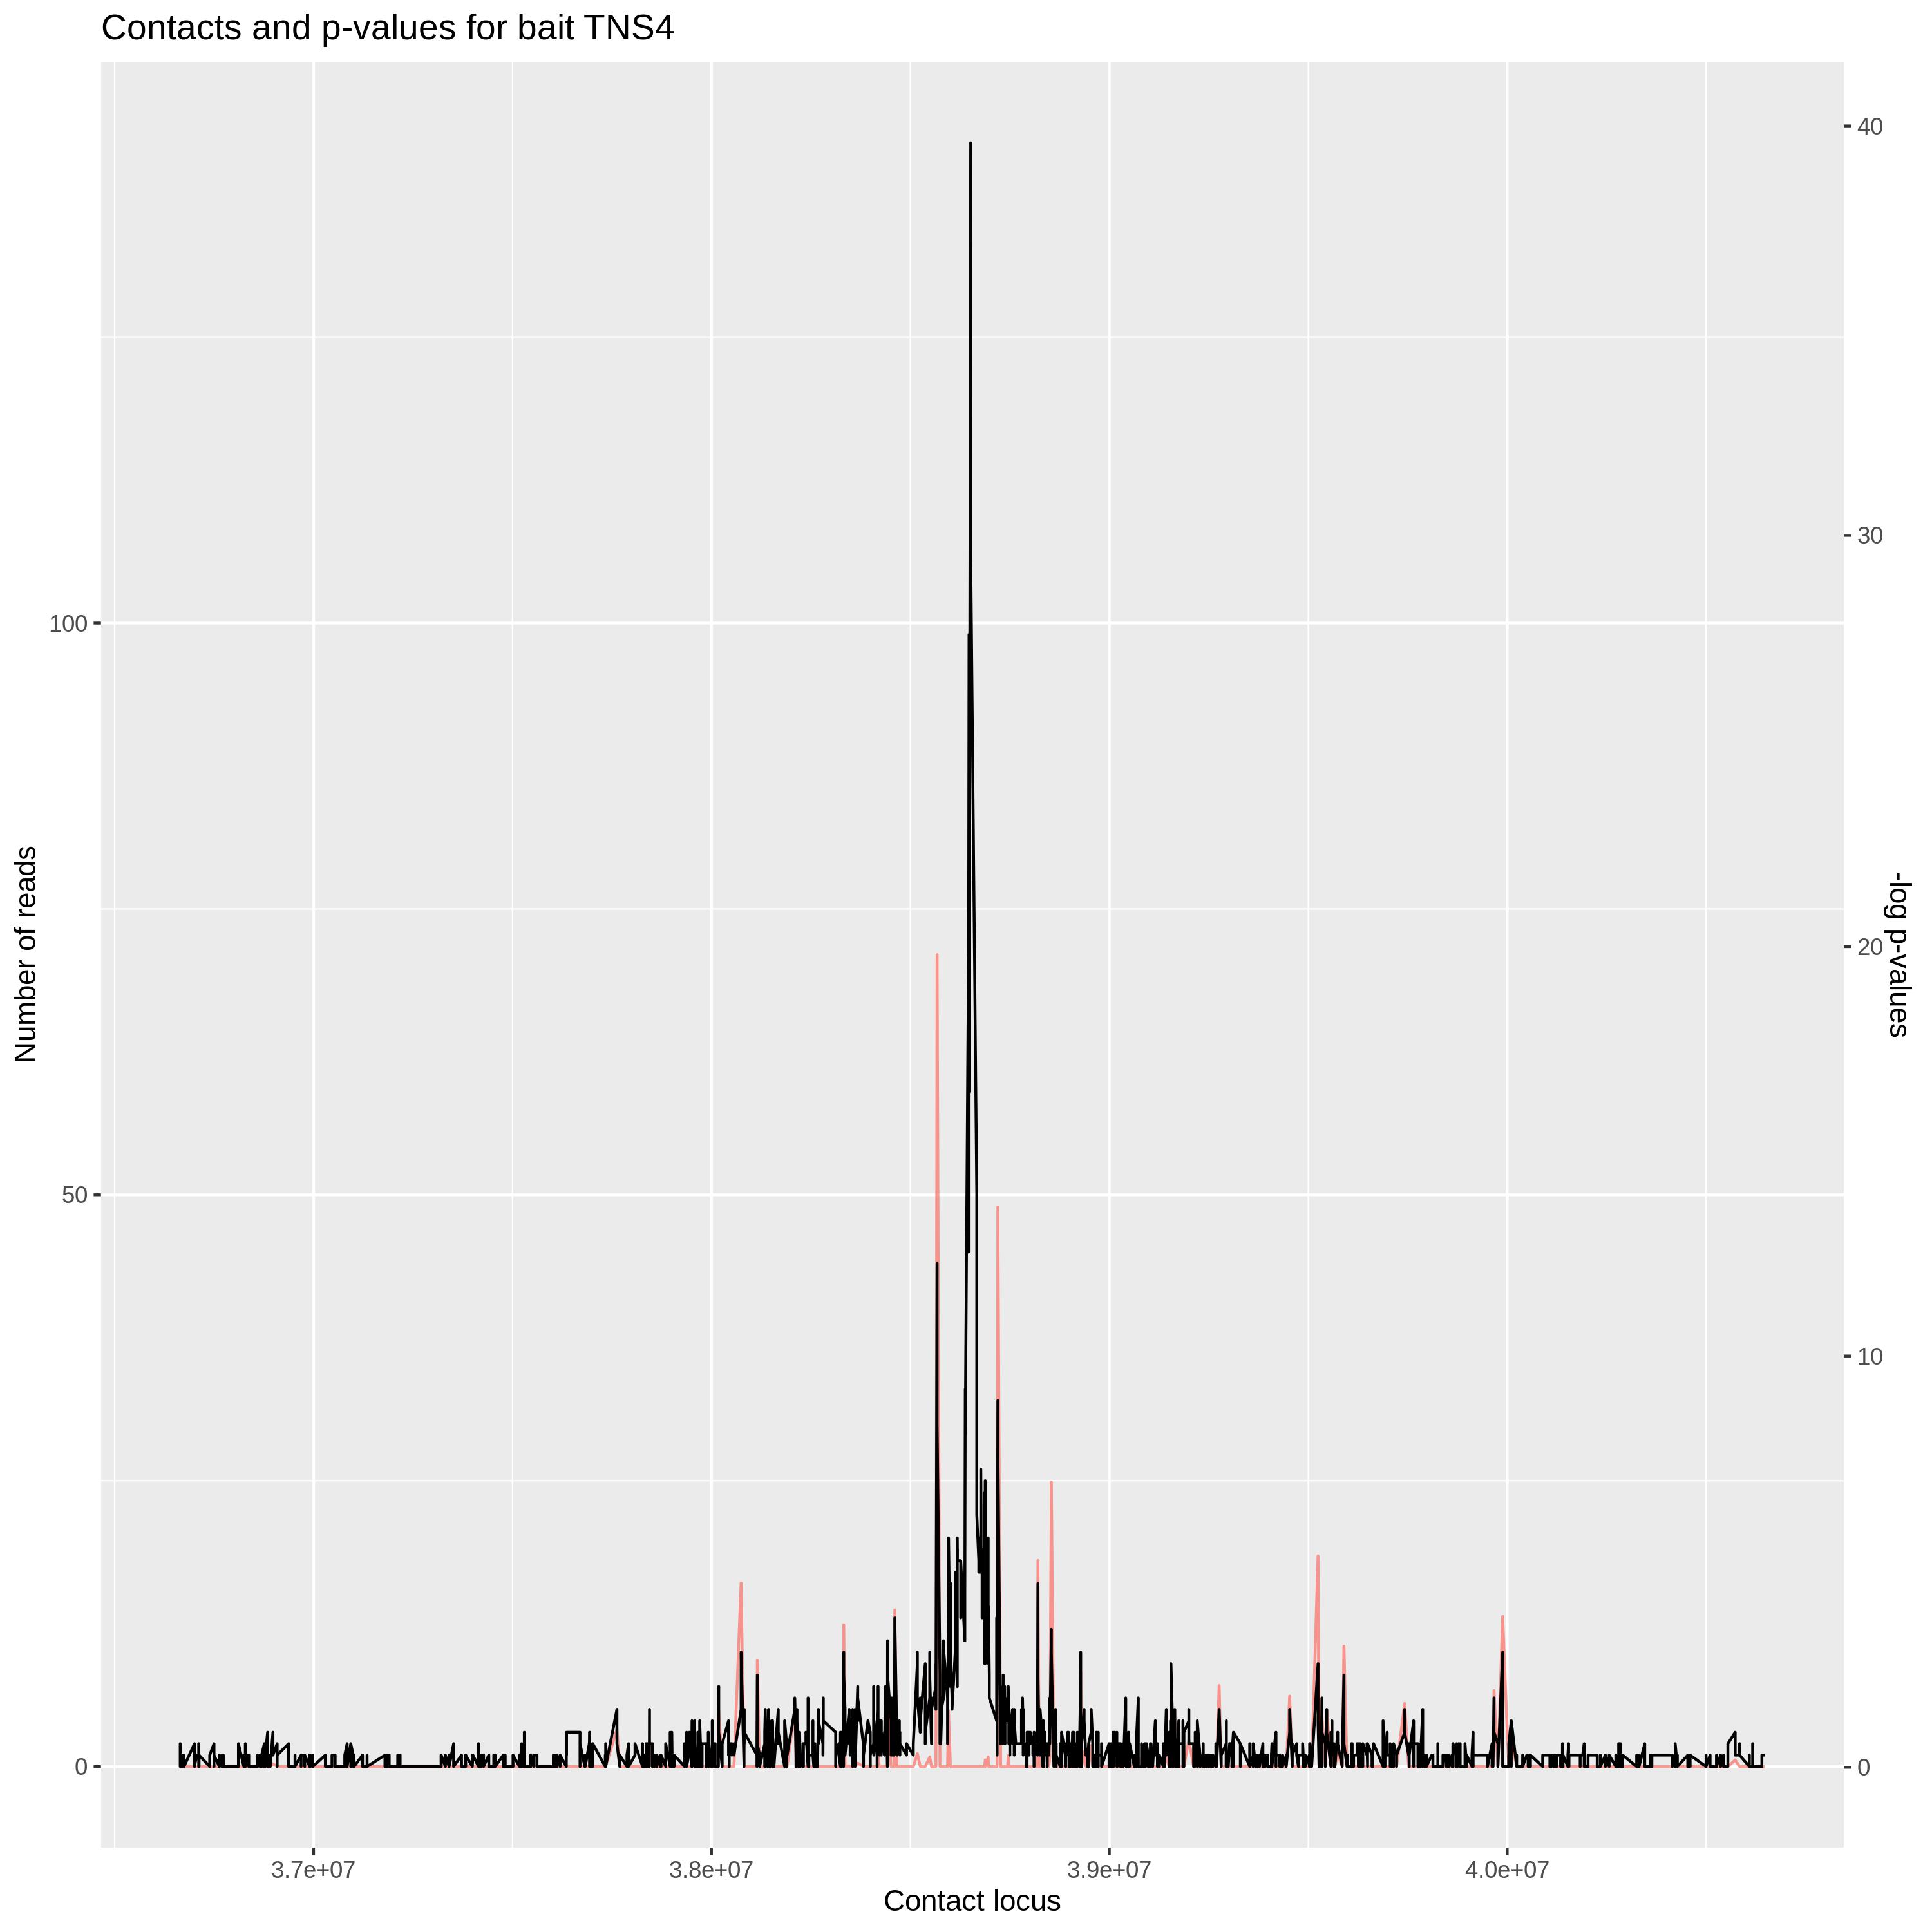 Contacts and p-values for bait TNS4
Number of reads
100
50
0
40
30
20
10
0
-log p-values
3.7e+07
3.8e+07
3.9e+07
4.0e+07
Contact locus